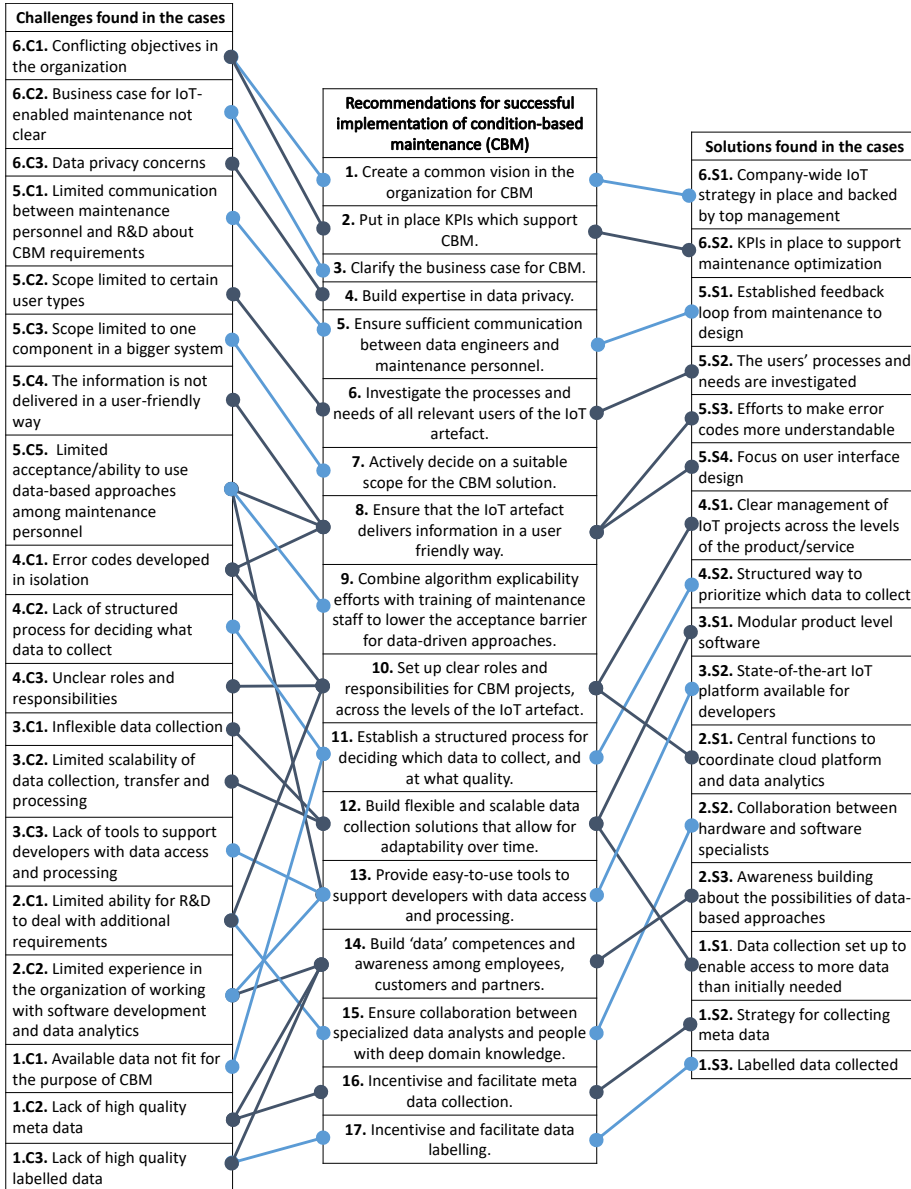 Challenges found in the cases
6.C1. Conflicting objectives in
the organization
6.C2. Business case for IoT-
enabled maintenance not
clear
6.C3. Data privacy concerns
5.C1. Limited communication
between maintenance
personnel and R&D about
CBM requirements
5.C2. Scope limited to certain
user types
5.C3. Scope limited to one
component in a bigger system
5.C4. The information is not
delivered in a user-friendly
way
5.C5. Limited
acceptance/ability to use
data-based approaches
among maintenance
personnel
4.C1. Error codes developed
in isolation
4.C2. Lack of structured
process for deciding what
data to collect
4.C3. Unclear roles and
responsibilities
3.C1. Inflexible data collection
3.C2. Limited scalability of
data collection, transfer and
processing
3.C3. Lack of tools to support
developers with data access
and processing
2.C1. Limited ability for R&D
to deal with additional
requirements
2.C2. Limited experience in
the organization of working
with software development
and data analytics
1.C1. Available data not fit for
the purpose of CBM
1.C2. Lack of high quality
meta data
1.C3. Lack of high quality
labelled data
Recommendations for successful
implementation of condition-based
maintenance (CBM)
1. Create a common vision in the
organization for CBM
2. Put in place KPIs which support
CBM.
3. Clarify the business case for CBM.
4. Build expertise in data privacy.
5. Ensure sufficient communication
between data engineers and
maintenance personnel.
6. Investigate the processes and
needs of all relevant users of the IoT
artefact.
7. Actively decide on a suitable
scope for the CBM solution.
8. Ensure that the IoT artefact
delivers information in a user
friendly way.
9. Combine algorithm explicability
efforts with training of maintenance
staff to lower the acceptance barrier
for data-driven approaches.
10. Set up clear roles and
responsibilities for CBM projects,
across the levels of the IoT artefact.
11. Establish a structured process for
deciding which data to collect, and
at what quality.
12. Build flexible and scalable data
collection solutions that allow for
adaptability over time.
13. Provide easy-to-use tools to
support developers with data access
and processing.
14. Build ‘data’ competences and
awareness among employees,
customers and partners.
15. Ensure collaboration between
specialized data analysts and people
with deep domain knowledge.
16. Incentivise and facilitate meta
data collection.
17. Incentivise and facilitate data
labelling.
Solutions found in the cases
6.S1. Company-wide IoT
strategy in place and backed
by top management
6.S2. KPIs in place to support
maintenance optimization
5.S1. Established feedback
loop from maintenance to
design
5.S2. The users’ processes and
needs are investigated
5.S3. Efforts to make error
codes more understandable
5.S4. Focus on user interface
design
4.S1. Clear management of
IoT projects across the levels
of the product/service
4.S2. Structured way to
prioritize which data to collect
3.S1. Modular product level
software
3.S2. State-of-the-art IoT
platform available for
developers
2.S1. Central functions to
coordinate cloud platform
and data analytics
2.S2. Collaboration between
hardware and software
specialists
2.S3. Awareness building
about the possibilities of data-
based approaches
1.S1. Data collection set up to
enable access to more data
than initially needed
1.S2. Strategy for collecting
meta data
1.S3. Labelled data collected